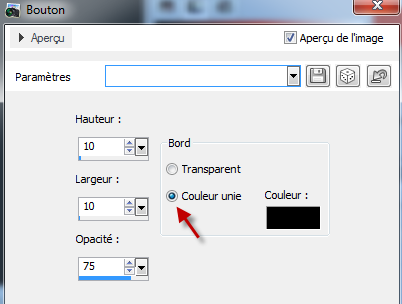 Bouton
Aperçu
Aperçu de l'image
Paramètres
Hauteur :
10
Largeur :
10
Opacité :
75
Bord
Transparent
Couleur unie
Couleur :